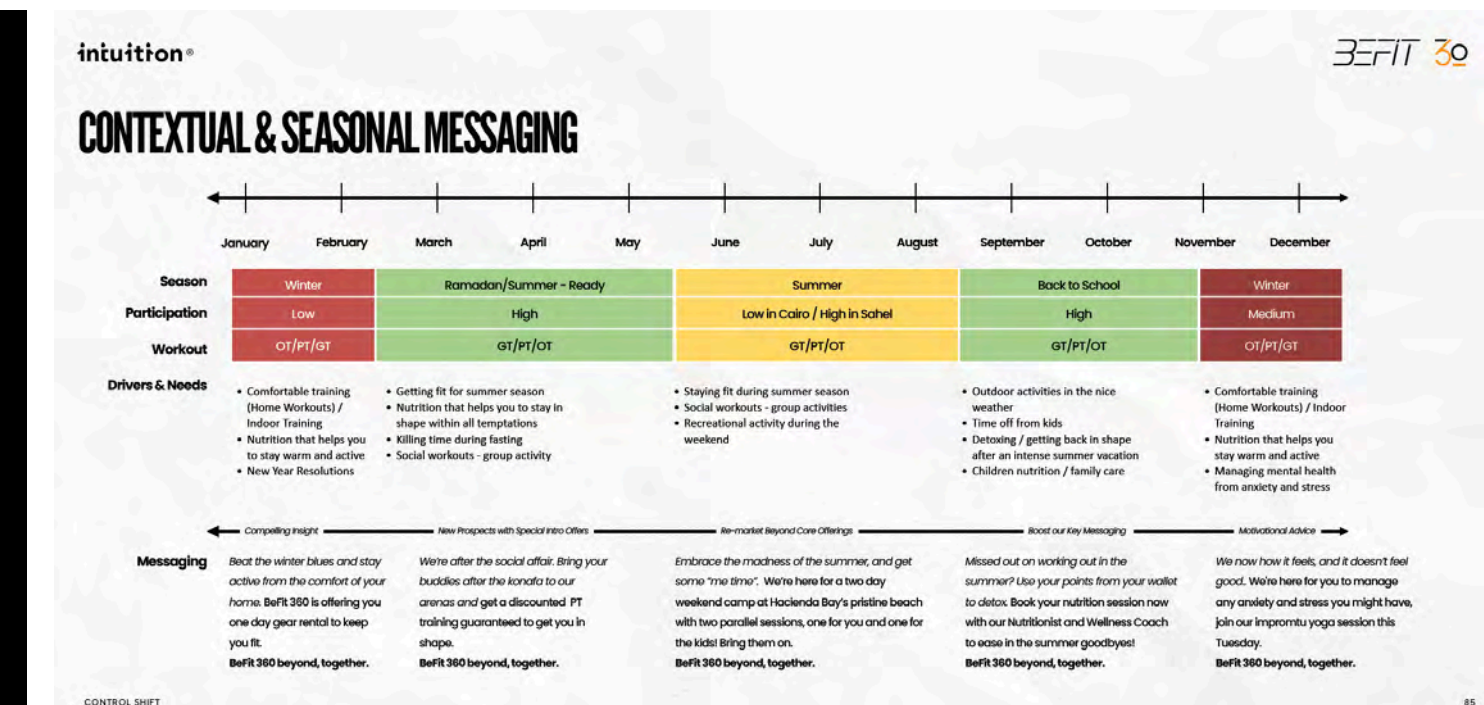 intuition®
BEFIT 30
CONTEXTUAL & SEASONAL MESSAGING
January February March April May June July August September October November December
Season Winter Ramadan/Summer - Ready Summer Back to School Winter
Participation Low High Low in Cairo / High in Sahel High Medium
Workout OT/PT/GT GT/PT/OT GT/PT/OT GT/PT/OT OT/PT/GT
Drivers & Needs
• Comfortable training
(Home Workouts) /
Indoor Training
• Nutrition that helps you
to stay warm and active
• New Year Resolutions
• Getting fit for summer season
• Nutrition that helps you to stay in
shape within all temptations
• Killing time during fasting
• Social workouts - group activity
• Staying fit during summer season
• Social workouts - group activities
• Recreational activity during the
weekend
• Outdoor activities in the nice
weather
• Time off from kids
• Detoxing / getting back in shape
after an intense summer vacation
• Children nutrition / family care
• Comfortable training
(Home Workouts) / Indoor
Training
• Nutrition that helps you
stay warm and active
• Managing mental health
from anxiety and stress
Compelling Insight New Prospects with Special Intro Offers Re-market Beyond Core Offerings Boost our Key Messaging Motivational Advice
Messaging
Beat the winter blues and stay
active from the comfort of your
home. BeFit 360 is offering you
one day gear rental to keep
you fit.
BeFit 360 beyond, together.
We're after the social affair. Bring your
buddies after the konafa to our
arenas and get a discounted PT
training guaranteed to get you in
shape.
BeFit 360 beyond, together.
Embrace the madness of the summer, and get
some "me time". We're here for a two day
weekend camp at Hacienda Bay's pristine beach
with two parallel sessions, one for you and one for
the kids! Bring them on.
BeFit 360 beyond, together.
Missed out on working out in the
summer? Use your points from your wallet
to detox. Book your nutrition session now
with our Nutritionist and Wellness Coach
to ease in the summer goodbyes!
BeFit 360 beyond, together.
We now how it feels, and it doesn't feel
good. We're here for you to manage
any anxiety and stress you might have,
join our impromtu yoga session this
Tuesday.
BeFit 360 beyond, together.
CONTROL SHIFT
85